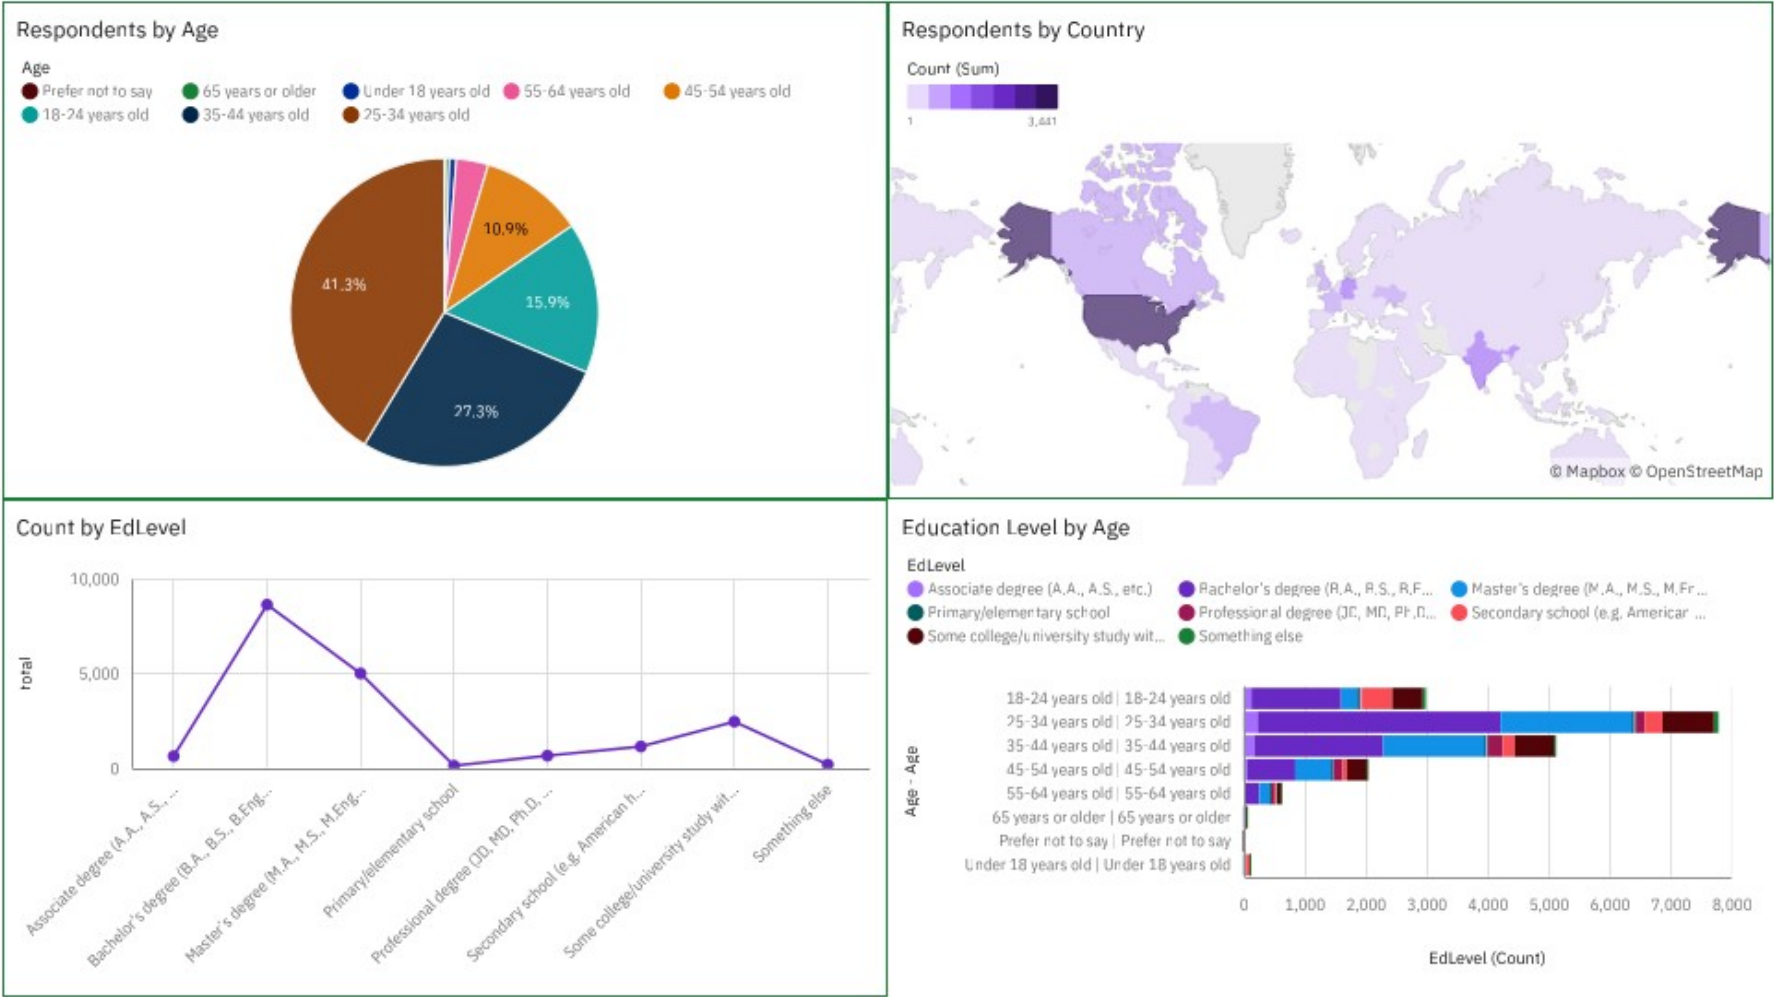 Respondents by Age
Age
Prefer not to say
65 years or older
Under 18 years old
55-64 years old
45-54 years old
18-24 years old
35-44 years old
25-34 years old
10.9%
41.3%
15.9%
27.3%
Respondents by Country
Count (Sum)
1
3,441
© Mapbox © OpenStreetMap
Count by EdLevel
total
10,000
5,000
0
Associate degree (A.A., A.S., ...
Bachelor's degree (B.A., B.S., B.Eng...
Master's degree (M.A., M.S., M.Eng...
Primary/elementary school
Professional degree (JD, MD, Ph.D, ...
Secondary school (e.g. American h...
Some college/university study wit...
Something else
Education Level by Age
EdLevel
Associate degree (A.A., A.S., etc.)
Bachelor's degree (B.A., B.S., B.E...
Master's degree (M.A., M.S., M.En...
Primary/elementary school
Professional degree (JD, MD, Ph.D...
Secondary school (e.g. American ...
Some college/university study wit...
Something else
Age - Age
18-24 years old | 18-24 years old
25-34 years old | 25-34 years old
35-44 years old | 35-44 years old
45-54 years old | 45-54 years old
55-64 years old | 55-64 years old
65 years or older | 65 years or older
Prefer not to say | Prefer not to say
Under 18 years old | Under 18 years old
0 1,000 2,000 3,000 4,000 5,000 6,000 7,000 8,000
EdLevel (Count)